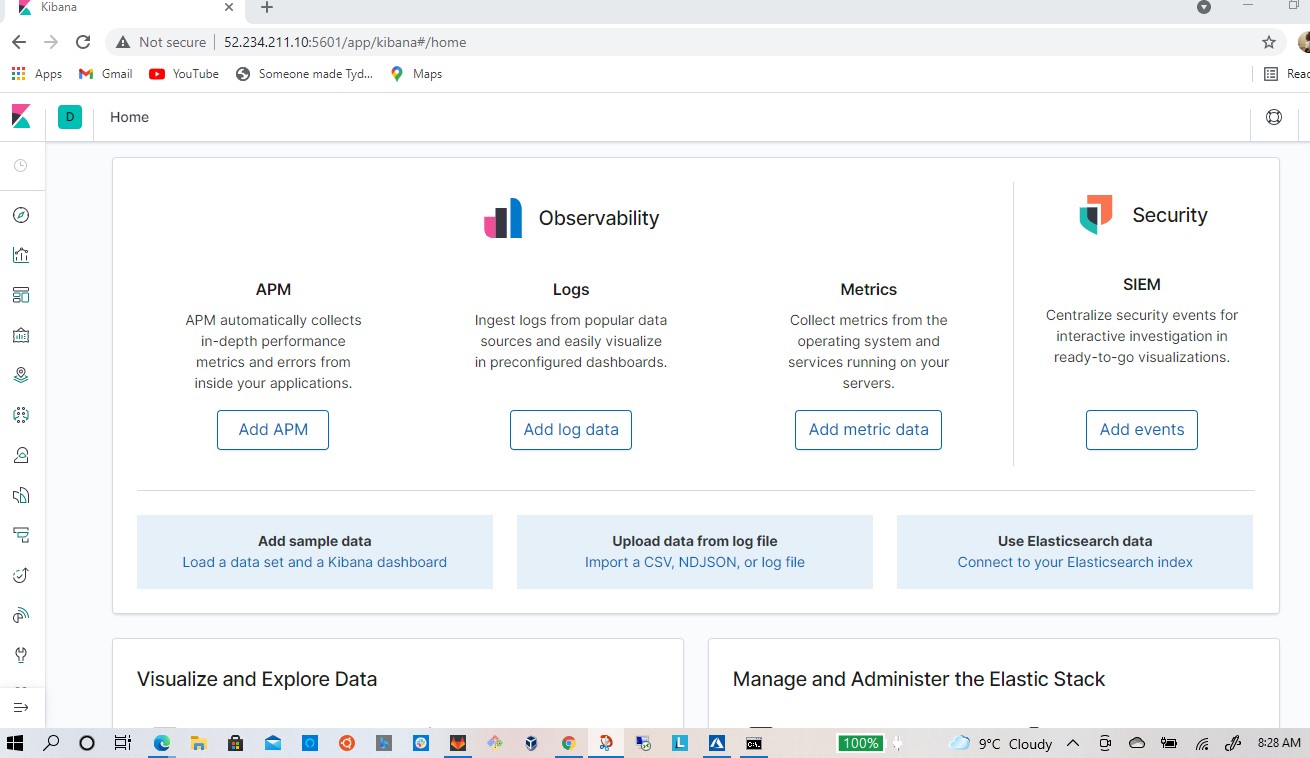 Kibana
Not secure
52.234.211.10:5601/app/kibana#/home
Apps
Gmail
YouTube
Someone made Tyd...
Maps
D
Home
Observability
Security
APM
APM automatically collects
in-depth performance
metrics and errors from
inside your applications.
Add APM
Logs
Ingest logs from popular data
sources and easily visualize
in preconfigured dashboards.
Add log data
Metrics
Collect metrics from the
operating system and
services running on your
servers.
Add metric data
SIEM
Centralize security events for
interactive investigation in
ready-to-go visualizations.
Add events
Add sample data
Load a data set and a Kibana dashboard
Upload data from log file
Import a CSV, NDJSON, or log file
Use Elasticsearch data
Connect to your Elasticsearch index
Visualize and Explore Data
Manage and Administer the Elastic Stack
L
100%
9°C Cloudy
8:28 AM